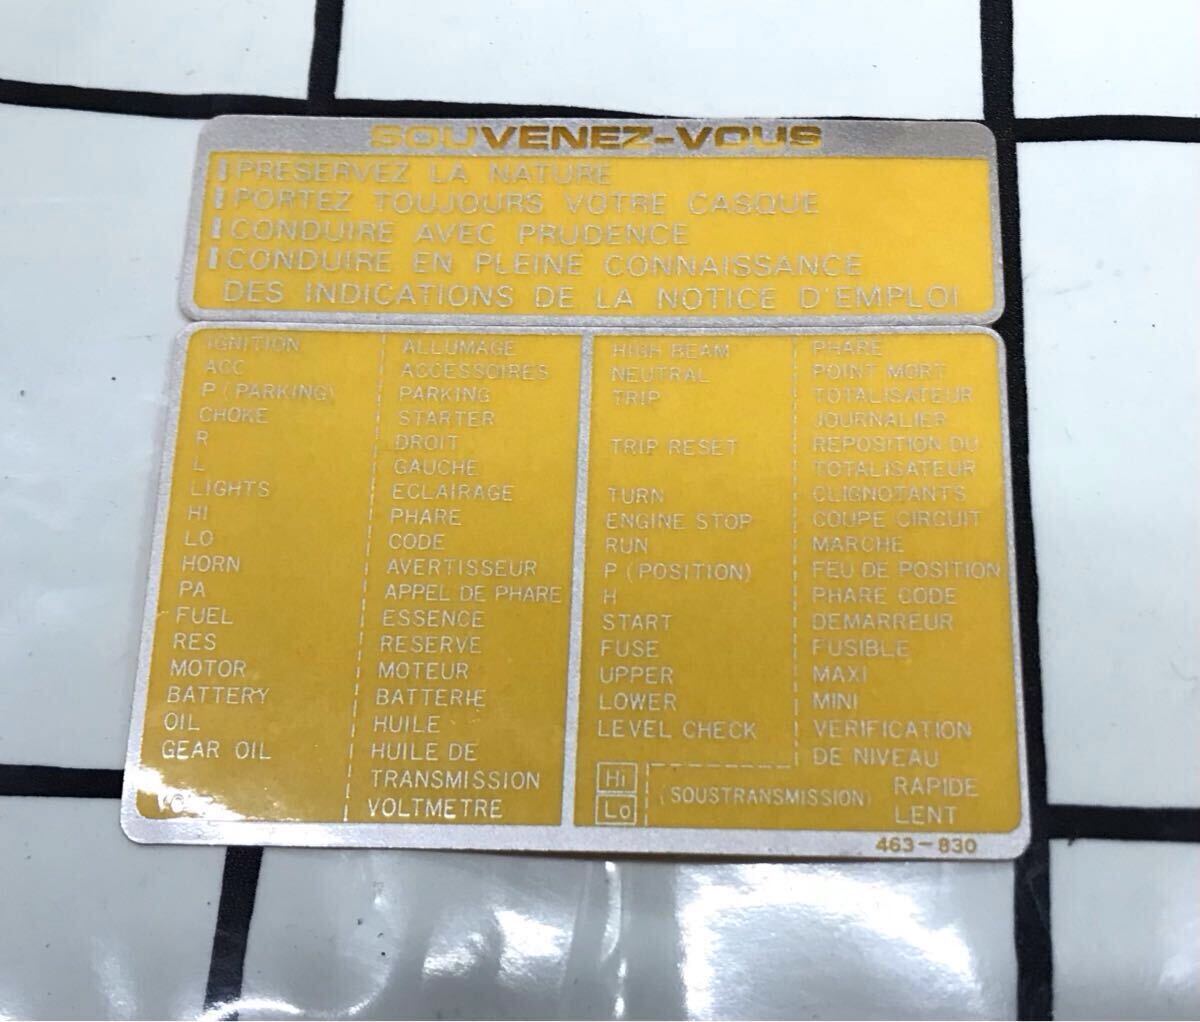 SOUVENEZ-VOUS
PRESERVEZ LA NATURE
PORTEZ TOUJOURS VOTRE CASQUE
CONDUIRE AVEC PRUDENCE
CONDUIRE EN PLEINE CONNAISSANCE
DES INDICATIONS DE LA NOTICE D'EMPLOI
IGNITION ALLUMAGE
ACC ACCESSOIRES
P (PARKING) PARKING
CHOKE STARTER
R DROIT
L GAUCHE
LIGHTS ECLAIRAGE
HI PHARE
LO CODE
HORN AVERTISSEUR
PA APPEL DE PHARE
FUEL ESSENCE
RES RESERVE
MOTOR MOTEUR
BATTERY BATTERIE
OIL HUILE
GEAR OIL HUILE DE
TRANSMISSION
VOLTMETRE
HIGH BEAM PHARE
NEUTRAL POINT MORT
TRIP TOTALISATEUR
JOURNALIER
TRIP RESET REPOSITION DU
TOTALISATEUR
TURN CLIGNOTANTS
ENGINE STOP COUPE CIRCUIT
RUN MARCHE
P (POSITION) FEU DE POSITION
H PHARE CODE
START DEMARREUR
FUSE FUSIBLE
UPPER MAXI
LOWER MINI
LEVEL CHECK VERIFICATION
DE NIVEAU
Hi (SOUSTRANSMISSION) RAPIDE
Lo LENT
463-830